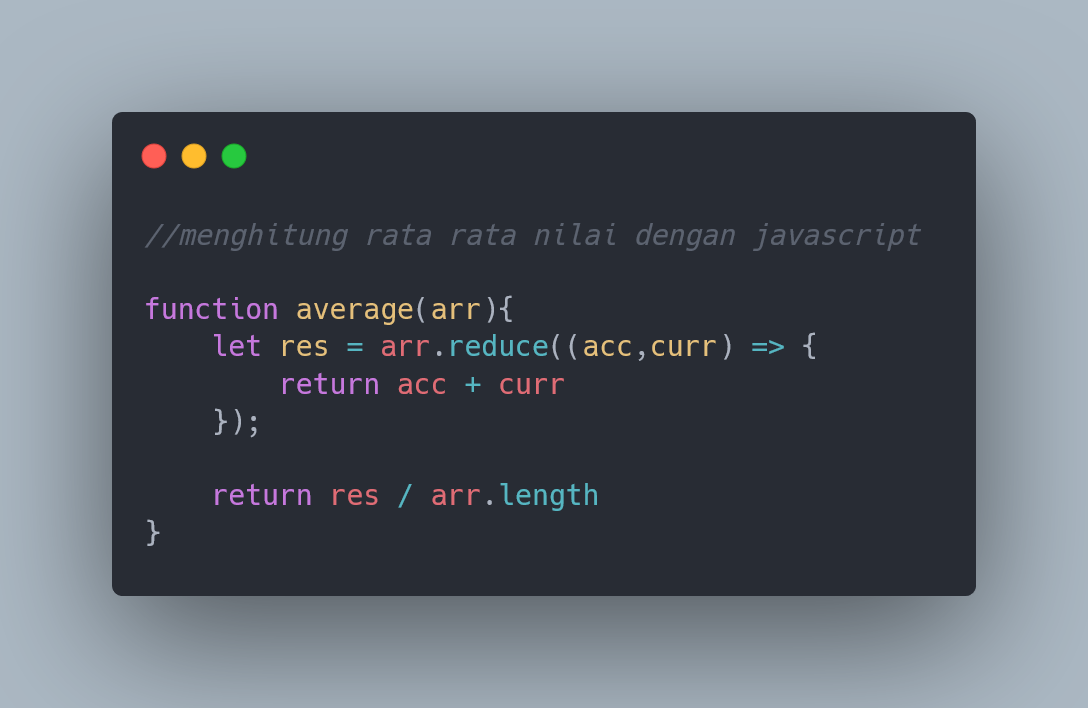 //menghitung rata rata nilai dengan javascript
function average(arr){
    let res = arr.reduce((acc,curr) => {
        return acc + curr
    });
    return res / arr.length
}